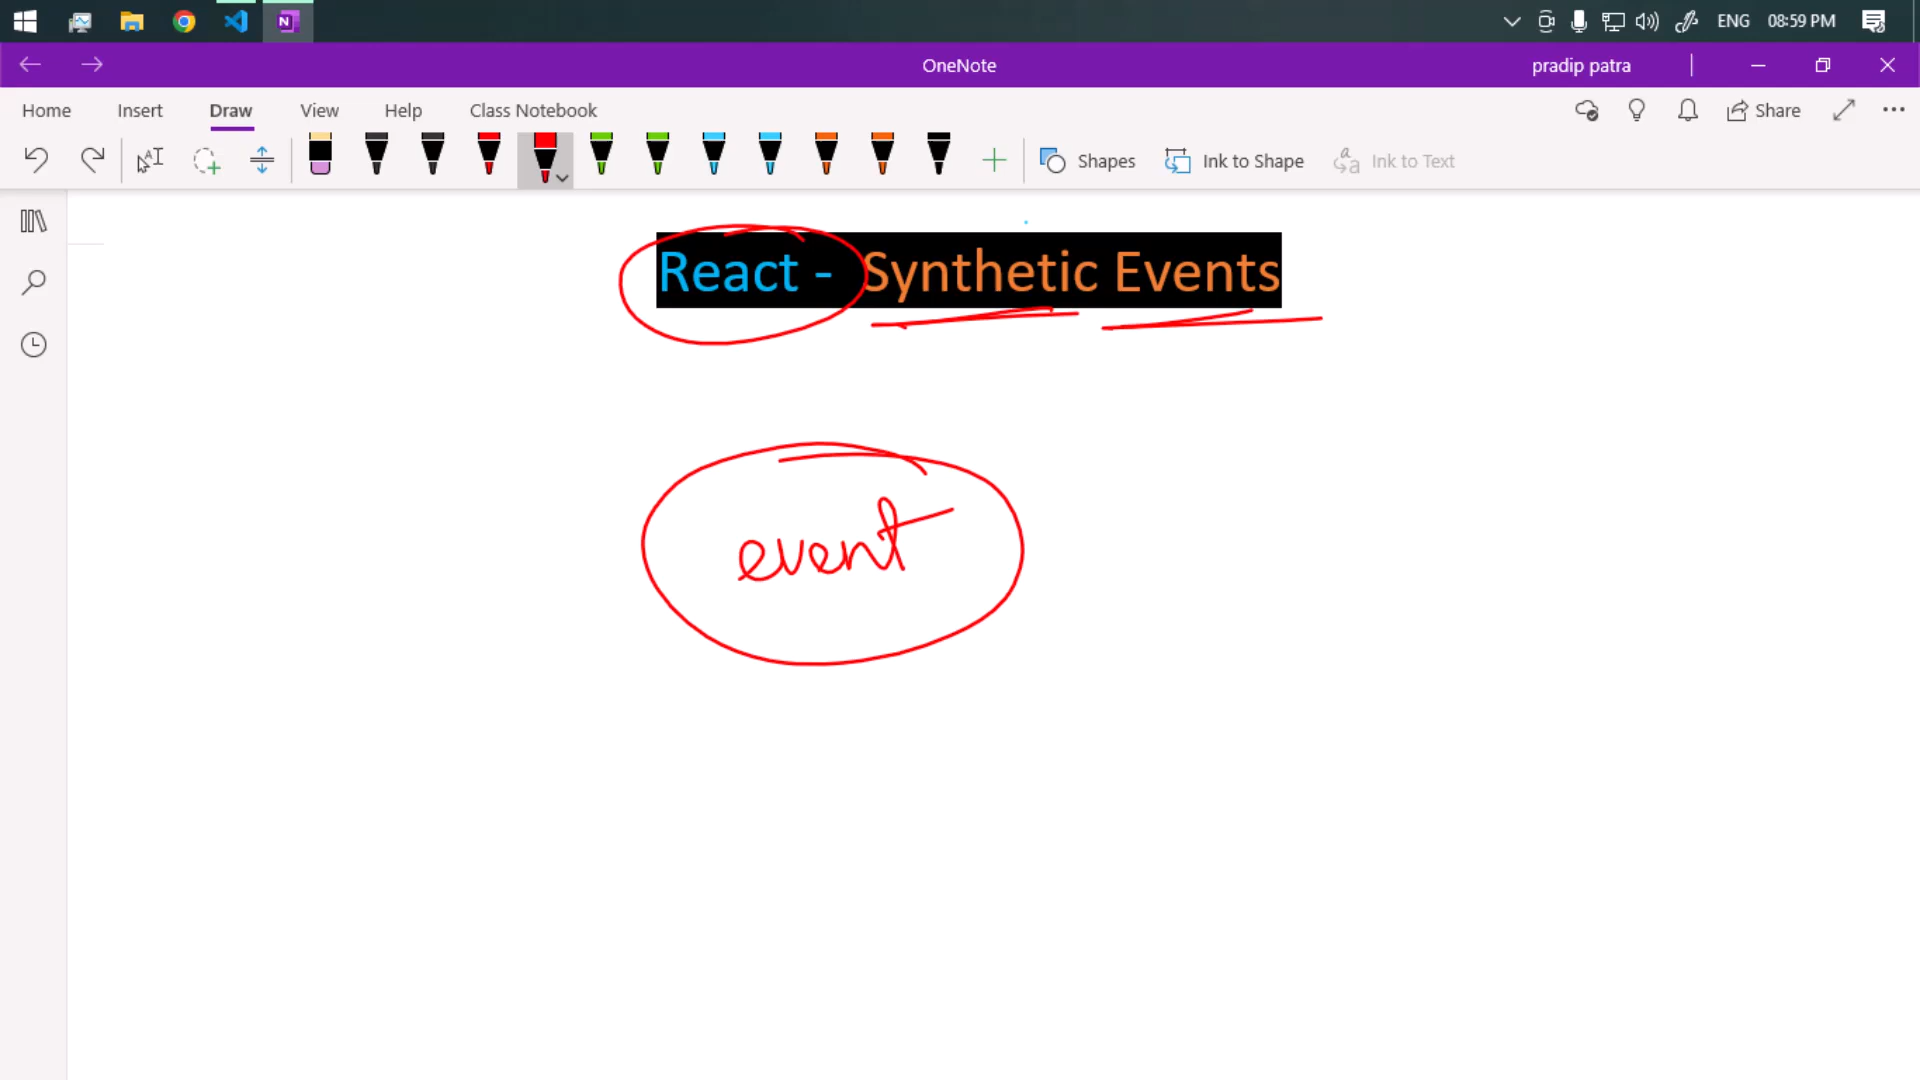 ENG 08:59 PM
OneNote pradip patra
Home Insert Draw View Help Class Notebook Share
Shapes Ink to Shape Ink to Text
React - Synthetic Events
event